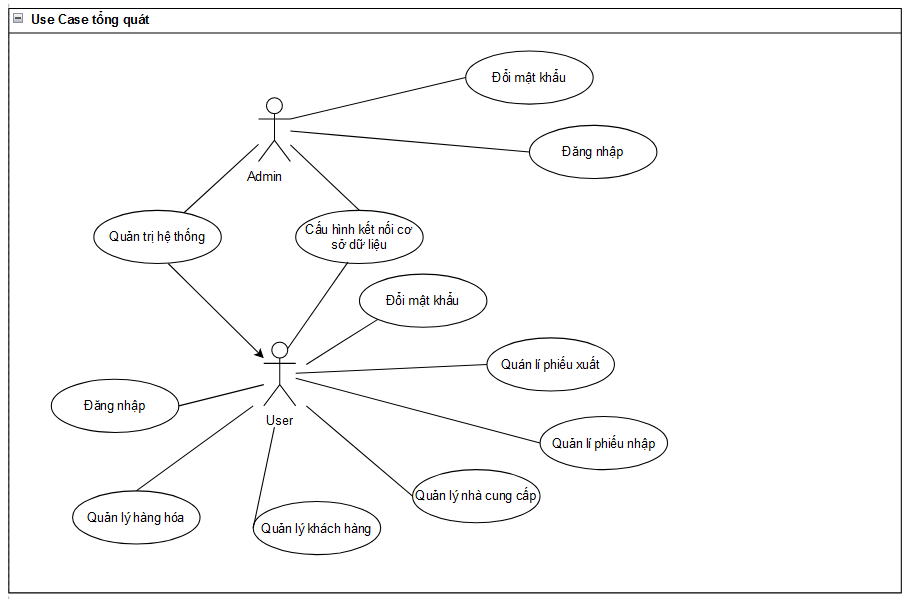 Use Case tổng quát
Đổi mật khẩu
Đăng nhập
Admin
Quản trị hệ thống
Cấu hình kết nối cơ
sở dữ liệu
Đổi mật khẩu
Quán lí phiếu xuất
Đăng nhập
User
Quản lí phiếu nhập
Quản lý nhà cung cấp
Quản lý hàng hóa
Quản lý khách hàng